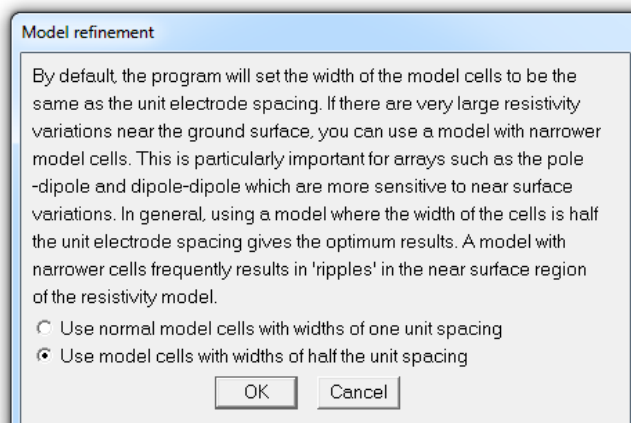 Model refinement
By default, the program will set the width of the model cells to be the
same as the unit electrode spacing. If there are very large resistivity
variations near the ground surface, you can use a model with narrower
model cells. This is particularly important for arrays such as the pole
-dipole and dipole-dipole which are more sensitive to near surface
variations. In general, using a model where the width of the cells is half
the unit electrode spacing gives the optimum results. A model with
narrower cells frequently results in 'ripples' in the near surface region
of the resistivity model.
Use normal model cells with widths of one unit spacing
Use model cells with widths of half the unit spacing
OK Cancel